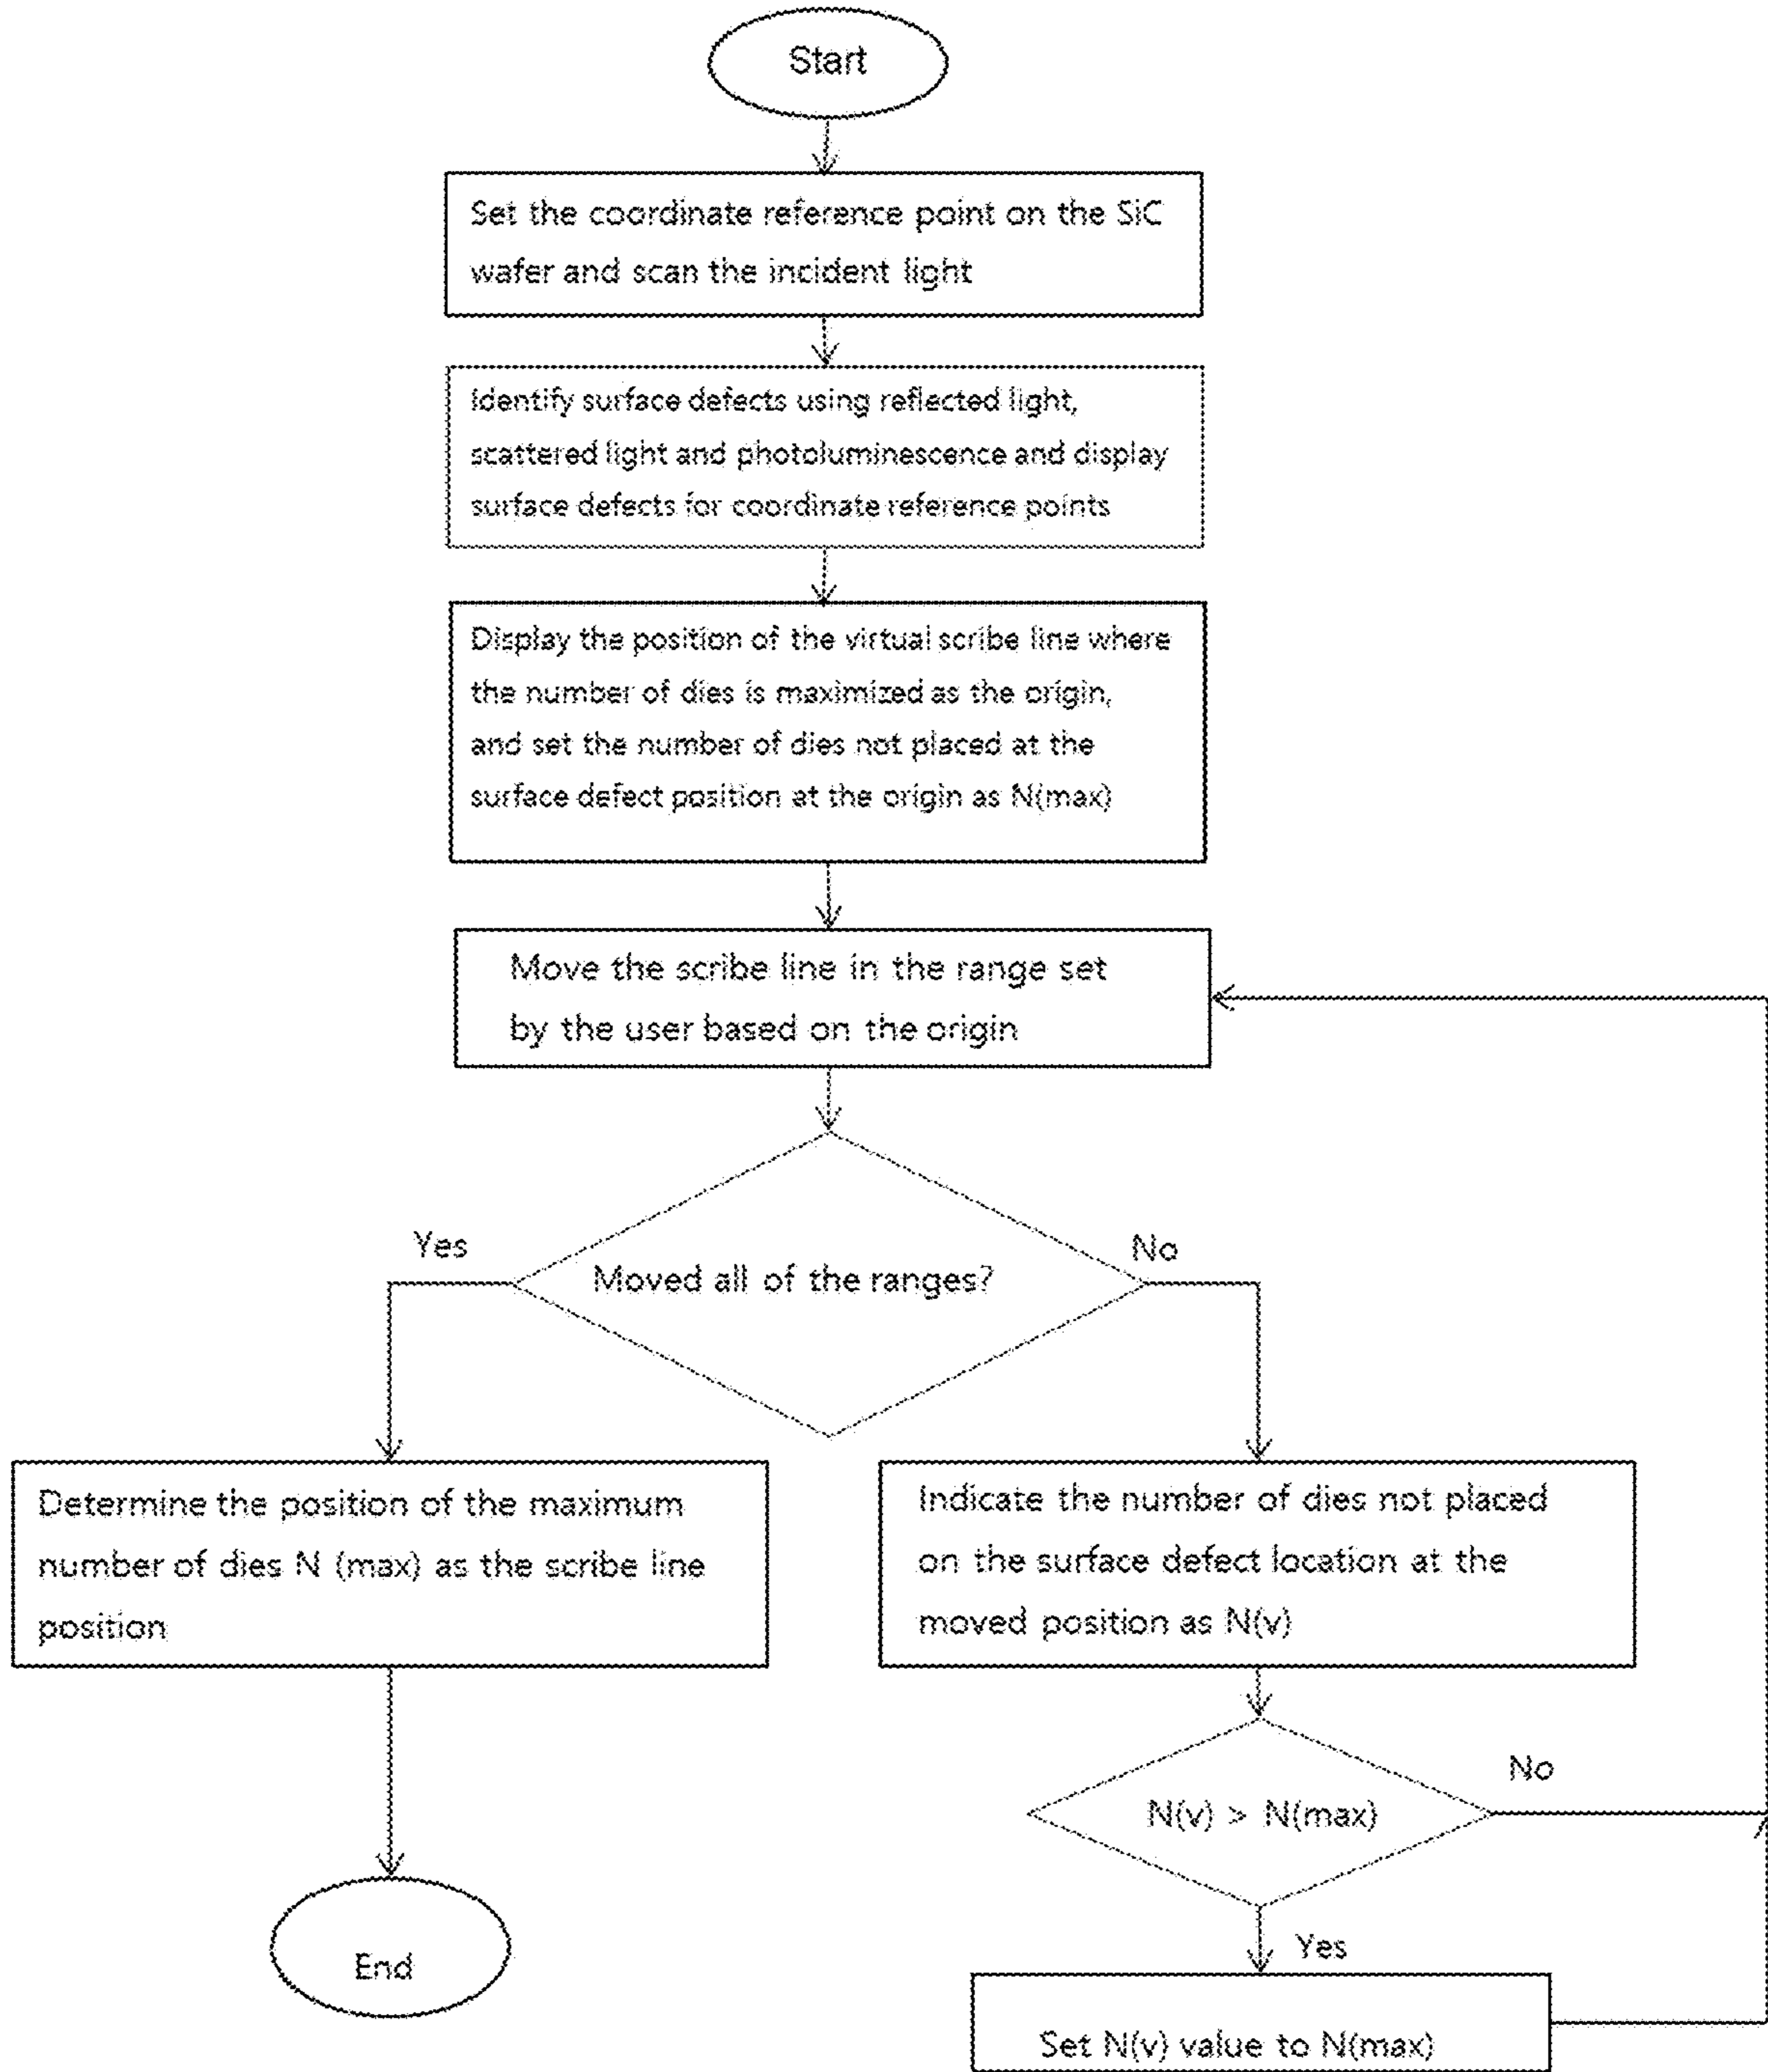 Start
Set the coordinate reference point on the SiC
wafer and scan the incident light
Identify surface defects using reflected light,
scattered light and photoluminescence and display
surface defects for coordinate reference points
Display the position of the virtual scribe line where
the number of dies is maximized as the origin,
and set the number of dies not placed at the
surface defect position at the origin as N(max)
Move the scribe line in the range set
by the user based on the origin
Moved all of the ranges?
Yes
No
Determine the position of the maximum
number of dies N (max) as the scribe line
position
End
Indicate the number of dies not placed
on the surface defect location at the
moved position as N(v)
N(v) > N(max)
No
Yes
Set N(v) value to N(max)